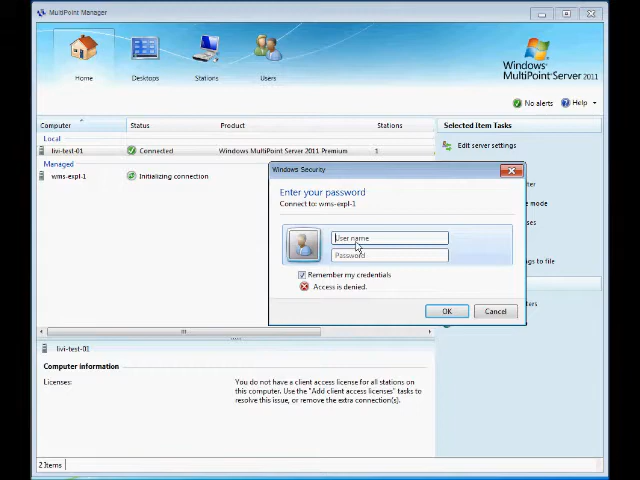 MultiPoint Manager
Home
Desktops
Stations
Users
Windows
MultiPoint Server 2011
No alerts
Help
Computer
Status
Product
Stations
Selected Item Tasks
Local
livi-test-01
Connected
Windows MultiPoint Server 2011 Premium
1
Edit server settings
Managed
wms-expl-1
Initializing connection
Windows Security
Enter your password
Connect to: wms-expl-1
User name
Password
Remember my credentials
Access is denied.
OK
Cancel
to file
livi-test-01
Computer information
Licenses:
You do not have a client access license for all stations
on this computer. Use the "Add client access licenses" tasks to
resolve this issue, or remove the extra connection(s).
2 Items